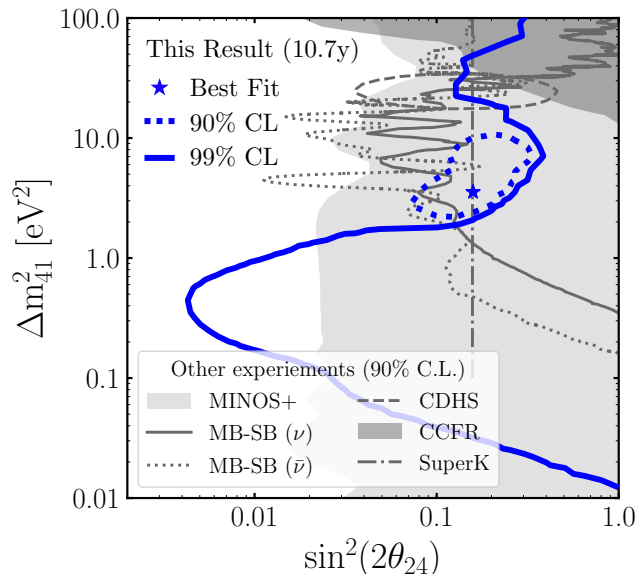 100.0
This Result (10.7y)
Best Fit
90% CL
99% CL
10.0
1.0
0.1
0.01
Δm²₄₁ [eV²]
Other experiements (90% C.L.)
MINOS+
MB-SB (ν)
MB-SB (ν̄)
CDHS
CCFR
SuperK
0.01
0.1
1.0
sin²(2θ₂₄)